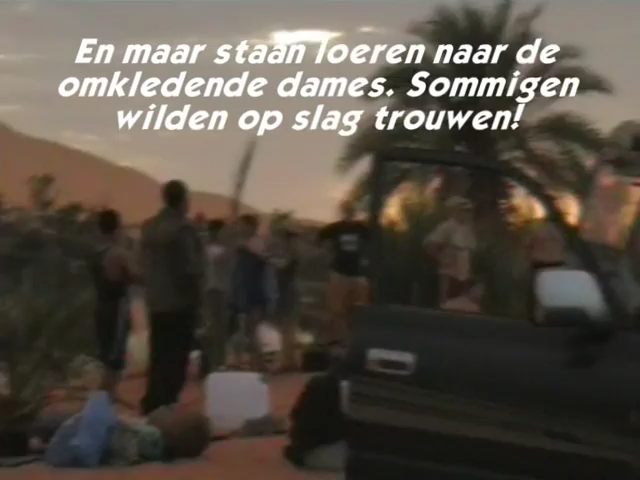 En maar staan loeren naar de
omkledende dames. Sommigen
wilden op slag trouwen!